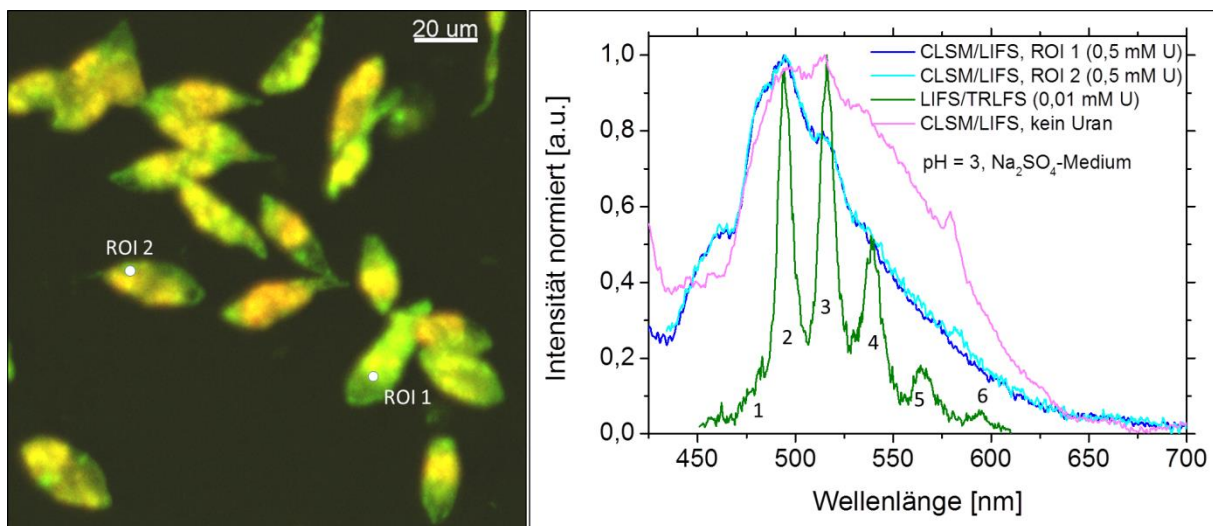 20 um
ROI 2
ROI 1
Intensität normiert [a.u.]
1,0
0,8
0,6
0,4
0,2
0,0
CLSM/LIFS, ROI 1 (0,5 mM U)
CLSM/LIFS, ROI 2 (0,5 mM U)
LIFS/TRLFS (0,01 mM U)
CLSM/LIFS, kein Uran
pH = 3, Na₂SO₄-Medium
1
2
3
4
5
6
450
500
550
600
650
700
Wellenlänge [nm]